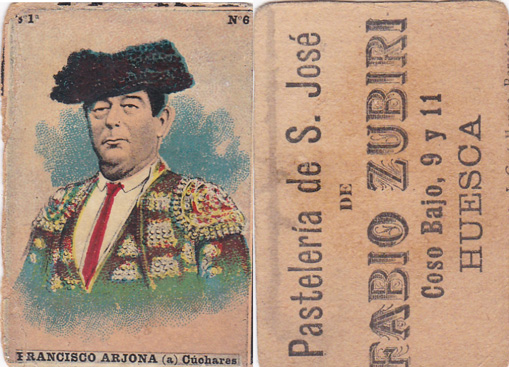 s 1ª Nº 6
FRANCISCO ARJONA (a) Cúchares
Pastelería de S. José
DE
FABIO ZUBIRI
Coso Bajo, 9 y 11
HUESCA